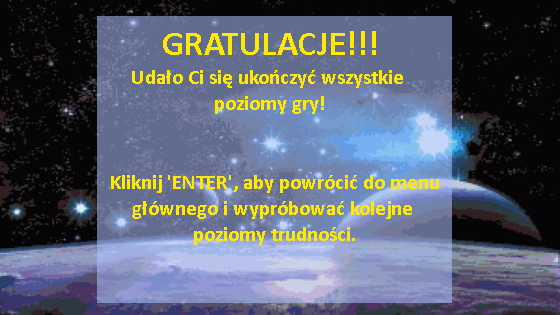 GRATULACJE!!!
Udało Ci się ukończyć wszystkie
poziomy gry!
Kliknij 'ENTER', aby powrócić do menu
głównego i wypróbować kolejne
poziomy trudności.